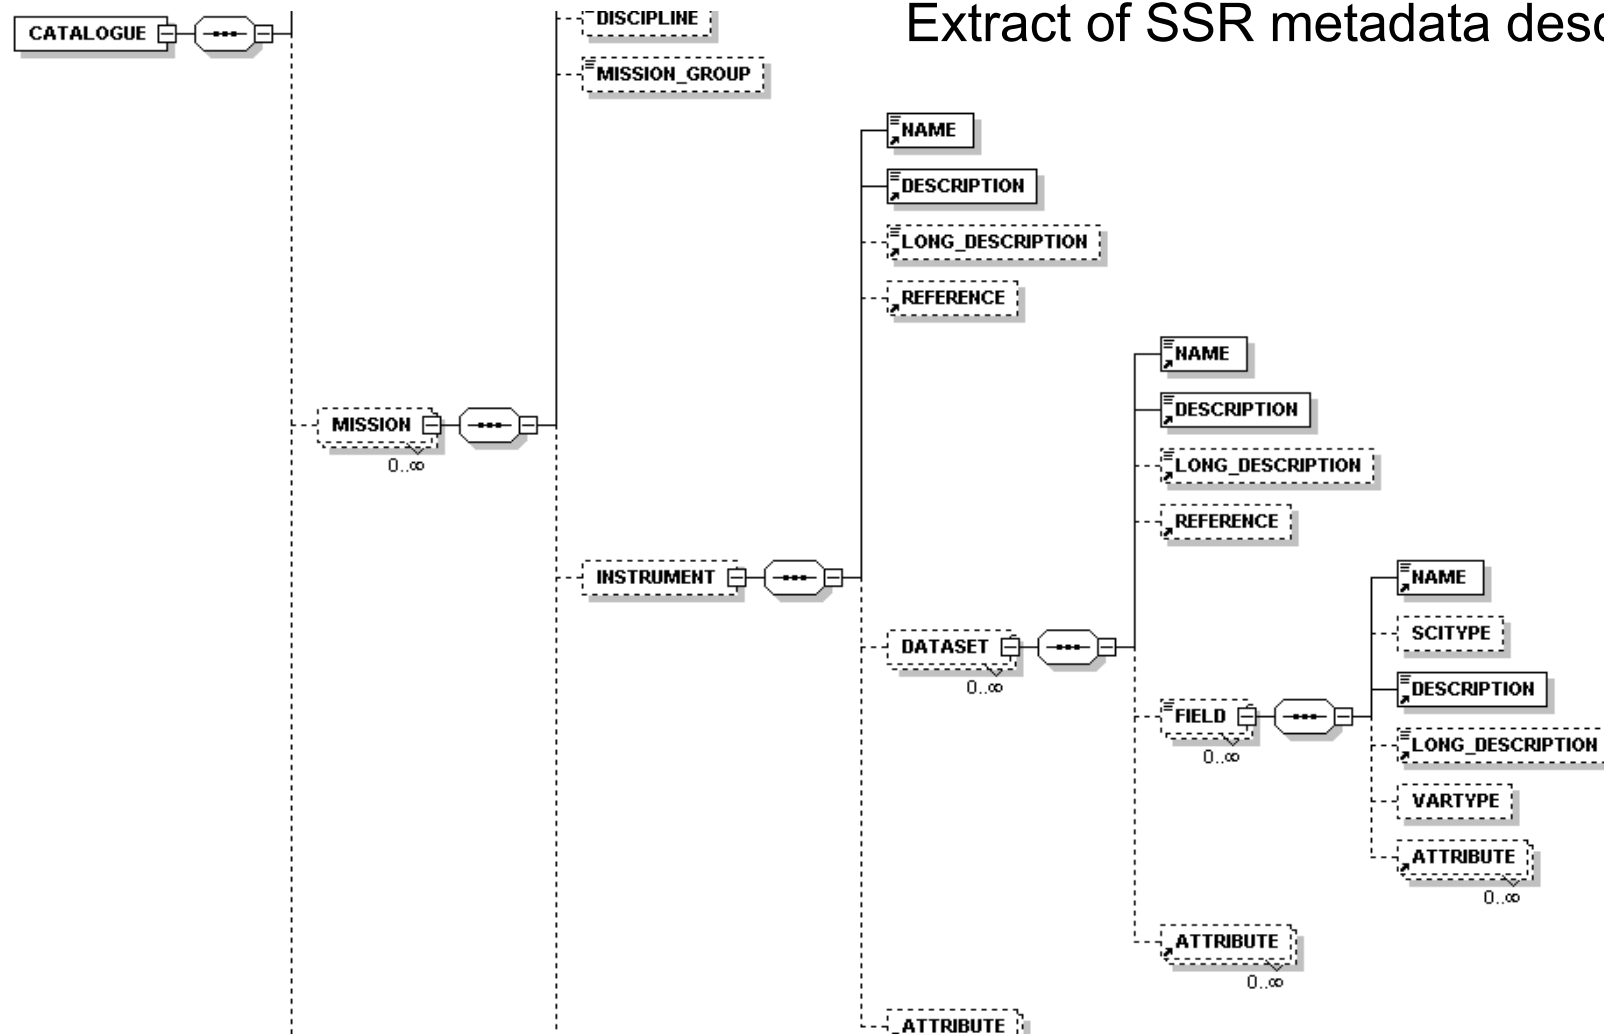 Extract of SSR metadata desc
CATALOGUE
DISCIPLINE
MISSION_GROUP
NAME
DESCRIPTION
LONG_DESCRIPTION
REFERENCE
NAME
DESCRIPTION
MISSION
0..∞
LONG_DESCRIPTION
REFERENCE
INSTRUMENT
NAME
SCITYPE
DATASET
0..∞
DESCRIPTION
FIELD
0..∞
LONG_DESCRIPTION
VARTYPE
ATTRIBUTE
0..∞
ATTRIBUTE
0..∞
ATTRIBUTE